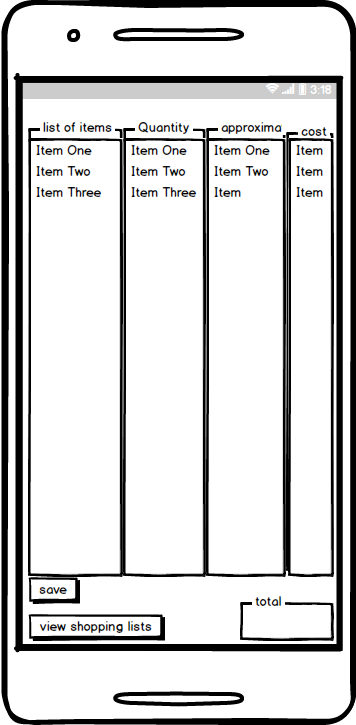 3:18
list of items Quantity approxima cost
Item One Item One Item One Item
Item Two Item Two Item Two Item
Item Three Item Three Item Item
save
total
view shopping lists